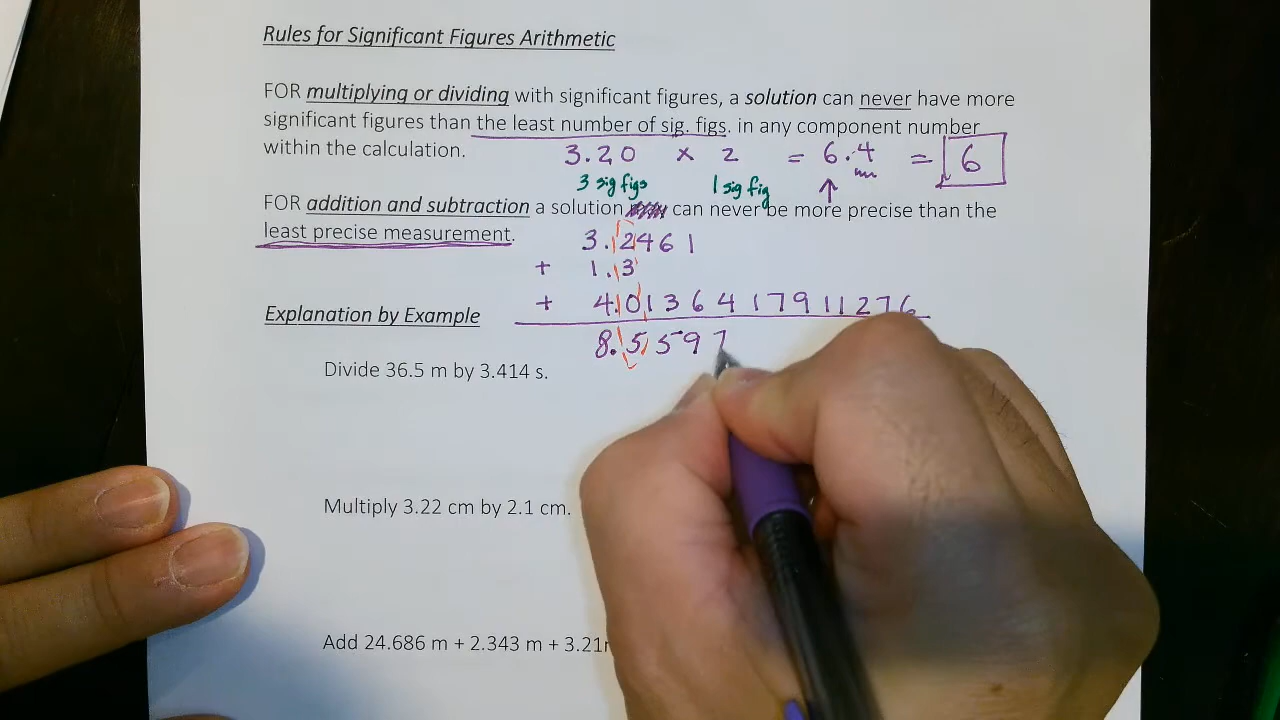 Rules for Significant Figures Arithmetic
FOR multiplying or dividing with significant figures, a solution can never have more
significant figures than the least number of sig. figs. in any component number
within the calculation.
3.20 x 2 = 6.4 = 6
3 sig figs 1 sig fig
FOR addition and subtraction a solution can never be more precise than the
least precise measurement.
3.2461
+ 1.3
+ 4.0136417911276
8.5597
Explanation by Example
Divide 36.5 m by 3.414 s.
Multiply 3.22 cm by 2.1 cm.
Add 24.686 m + 2.343 m + 3.21